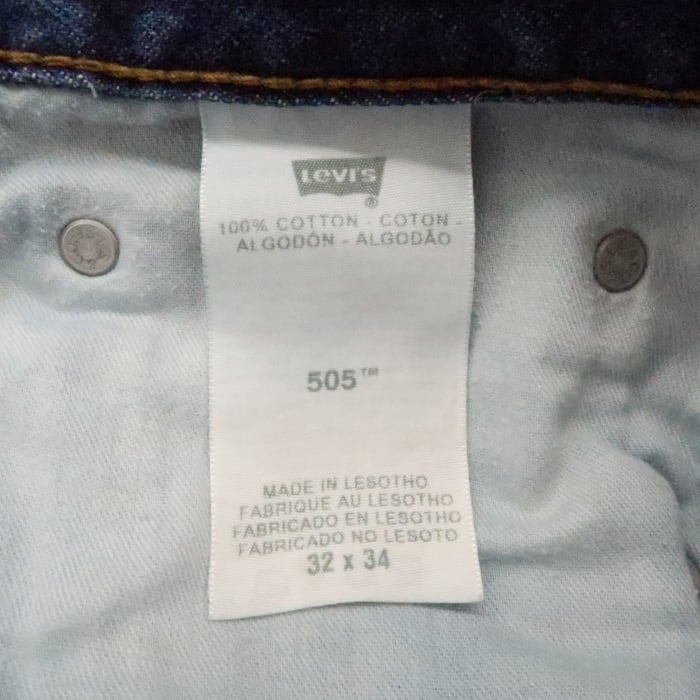 LEVI'S ®
100% COTTON - COTON -
ALGODÓN - ALGODÃO
505™
MADE IN LESOTHO
FABRIQUE AU LESOTHO
FABRICADO EN LESOTHO
FABRICADO NO LESOTO
32 x 34